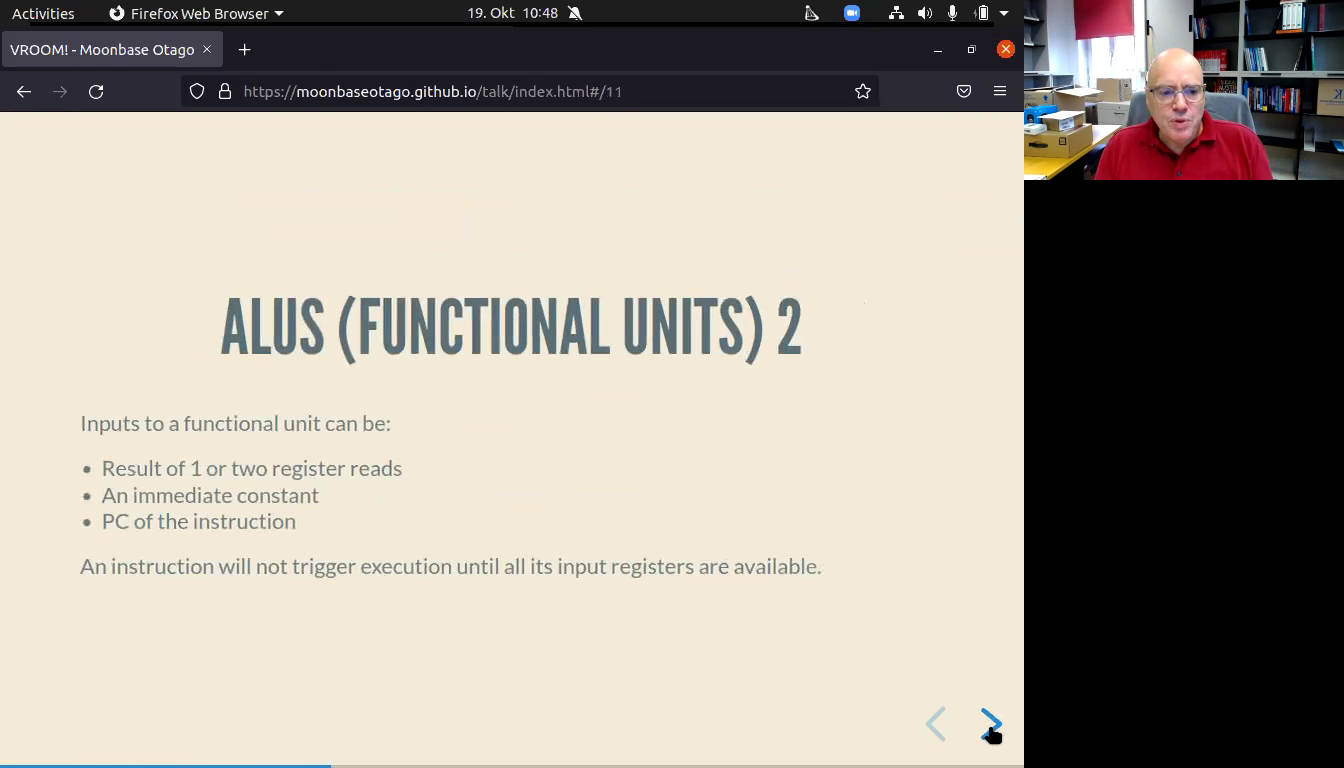 Activities Firefox Web Browser 19. Okt 10:48
VROOM! - Moonbase Otago
https://moonbaseotago.github.io/talk/index.html#/11
ALUS (FUNCTIONAL UNITS) 2
Inputs to a functional unit can be:
• Result of 1 or two register reads
• An immediate constant
• PC of the instruction
An instruction will not trigger execution until all its input registers are available.